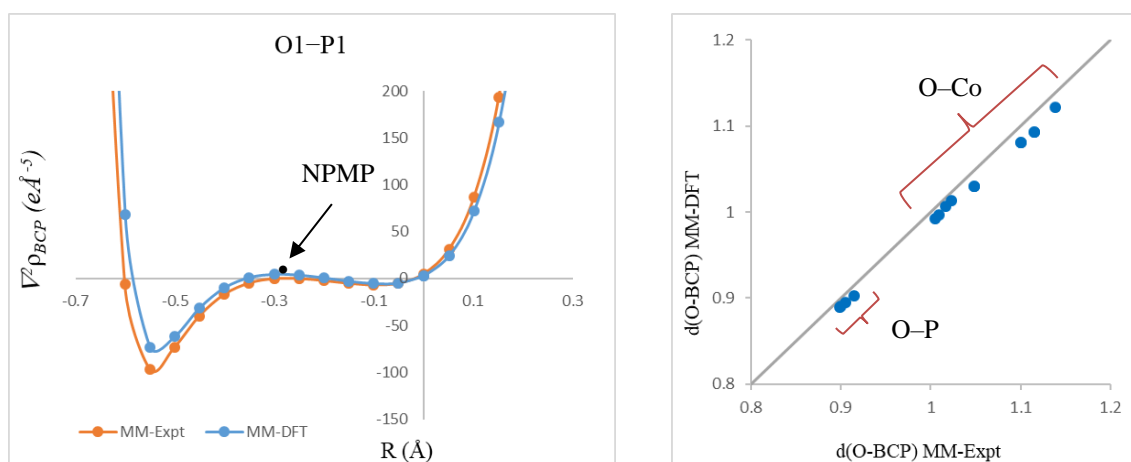 O1−P1
∇²ρBCP (eÅ⁻⁵)
200
150
100
50
0
-50
-100
-150
-0.7
-0.5
-0.3
-0.1
0.1
0.3
NPMP
MM-Expt
MM-DFT
R (Å)
d(O-BCP) MM-DFT
1.2
1.1
1
0.9
0.8
O–Co
O–P
0.8
0.9
1
1.1
1.2
d(O-BCP) MM-Expt